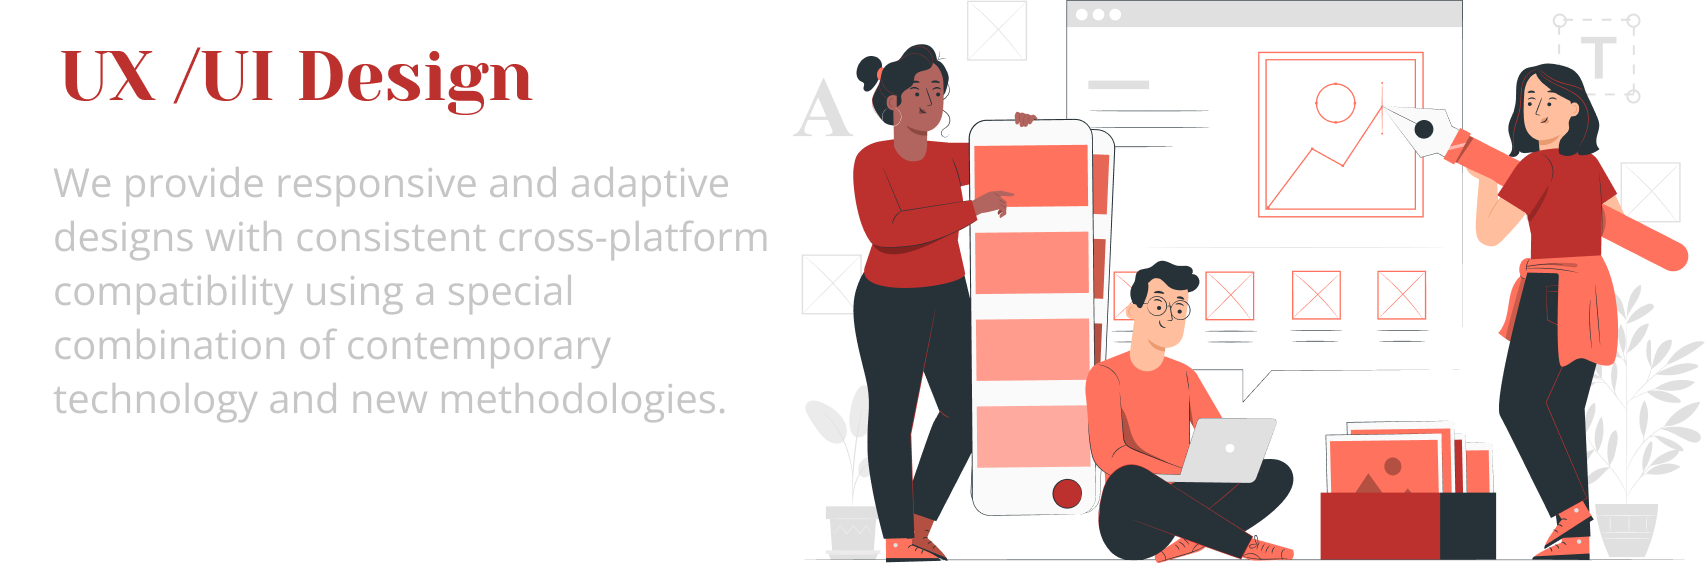 UX /UI Design
We provide responsive and adaptive
designs with consistent cross-platform
compatibility using a special
combination of contemporary
technology and new methodologies.
A
T